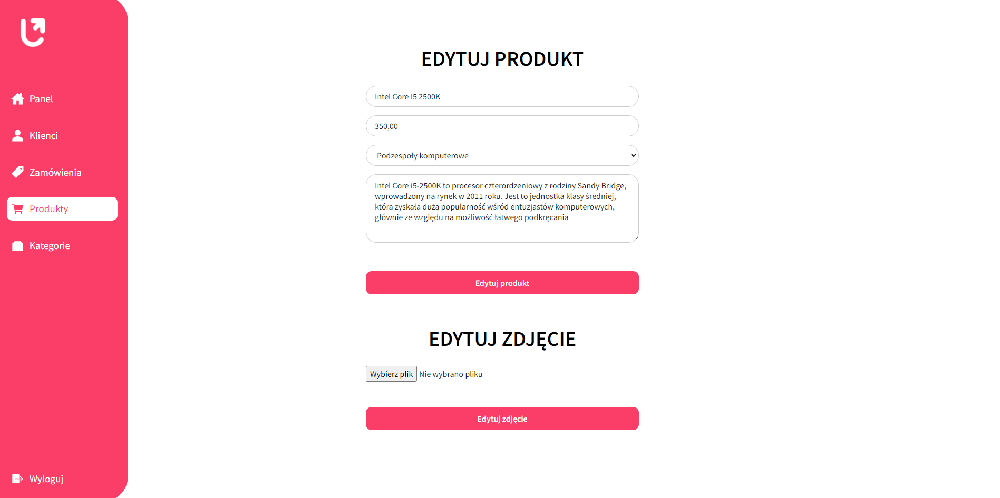 Panel
Klienci
Zamówienia
Produkty
Kategorie
Wyloguj
EDYTUJ PRODUKT
Intel Core I5 2500K
350,00
Podzespoły komputerowe
Intel Core i5-2500K to procesor czterordzeniowy z rodziny Sandy Bridge,
wprowadzony na rynek w 2011 roku. Jest to jednostka klasy średniej,
która zyskała dużą popularność wśród entuzjastów komputerowych,
głównie ze względu na możliwość łatwego podkręcania
Edytuj produkt
EDYTUJ ZDJĘCIE
Wybierz plik Nie wybrano pliku
Edytuj zdjęcie